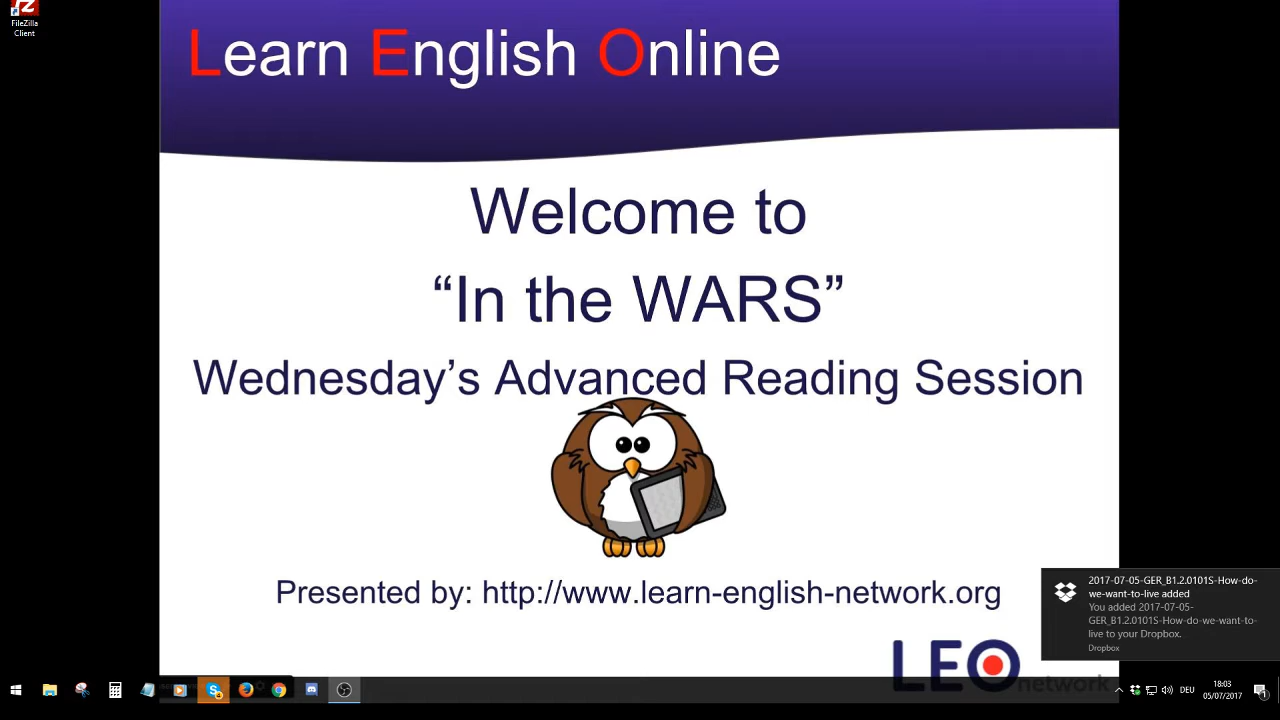 FileZilla
Client
Learn English Online
Welcome to
“In the WARS”
Wednesday’s Advanced Reading Session
Presented by: http://www.learn-english-network.org
2017-07-05-GER_B1.2.0101S-How-do-
we-want-to-live added
You added 2017-07-05-
GER_B1.2.0101S-How-do-we-want-to-
live to your Dropbox.
Dropbox
LEO
network
DEU
18:03
05/07/2017